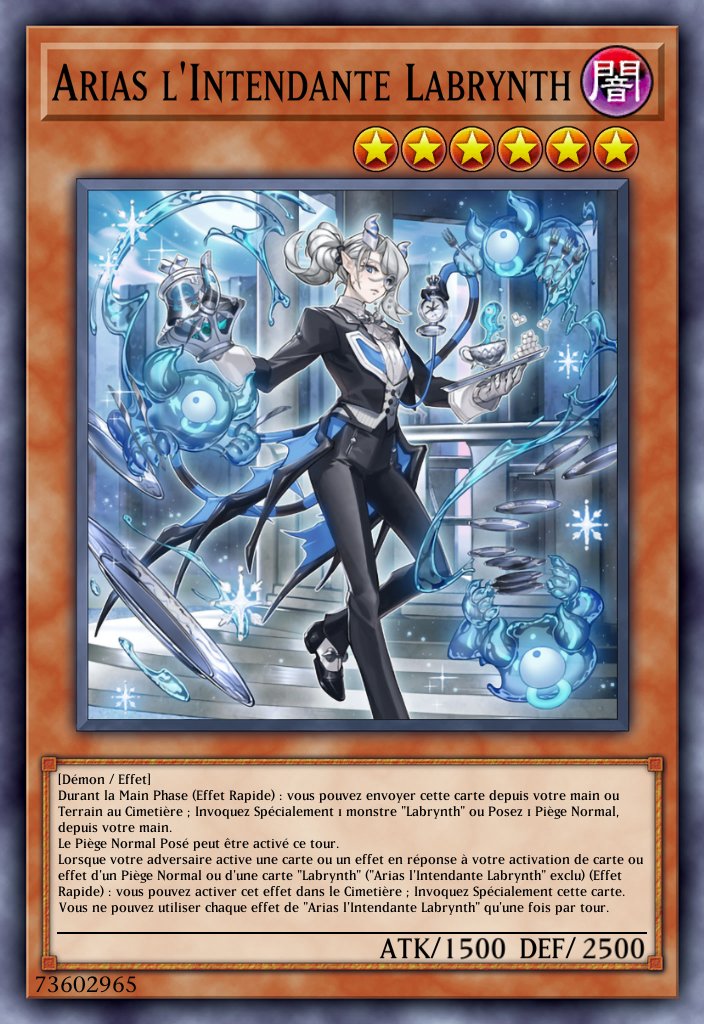 Arias l'Intendante Labrynth
闇
[Démon / Effet]
Durant la Main Phase (Effet Rapide) : vous pouvez envoyer cette carte depuis votre main ou
Terrain au Cimetière ; Invoquez Spécialement 1 monstre "Labrynth" ou Posez 1 Piège Normal,
depuis votre main.
Le Piège Normal Posé peut être activé ce tour.
Lorsque votre adversaire active une carte ou un effet en réponse à votre activation de carte ou
effet d'un Piège Normal ou d'une carte "Labrynth" ("Arias l'Intendante Labrynth" exclu) (Effet
Rapide) : vous pouvez activer cet effet dans le Cimetière ; Invoquez Spécialement cette carte.
Vous ne pouvez utiliser chaque effet de "Arias l'Intendante Labrynth" qu'une fois par tour.
ATK/1500 DEF/ 2500
73602965